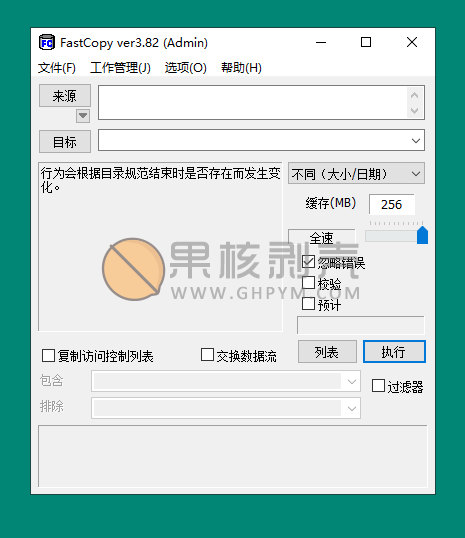 FastCopy ver3.82 (Admin)
文件(F) 工作管理(J) 选项(O) 帮助(H)
来源
目标
行为会根据目录规范结束时是否存在而发生变
化。
不同（大小/日期）
缓存(MB) 256
全速
忽略错误
校验
预计
果核剥壳
WWW.GHPYM.COM
复制访问控制列表 交换数据流 列表 执行
包含
过滤器
排除